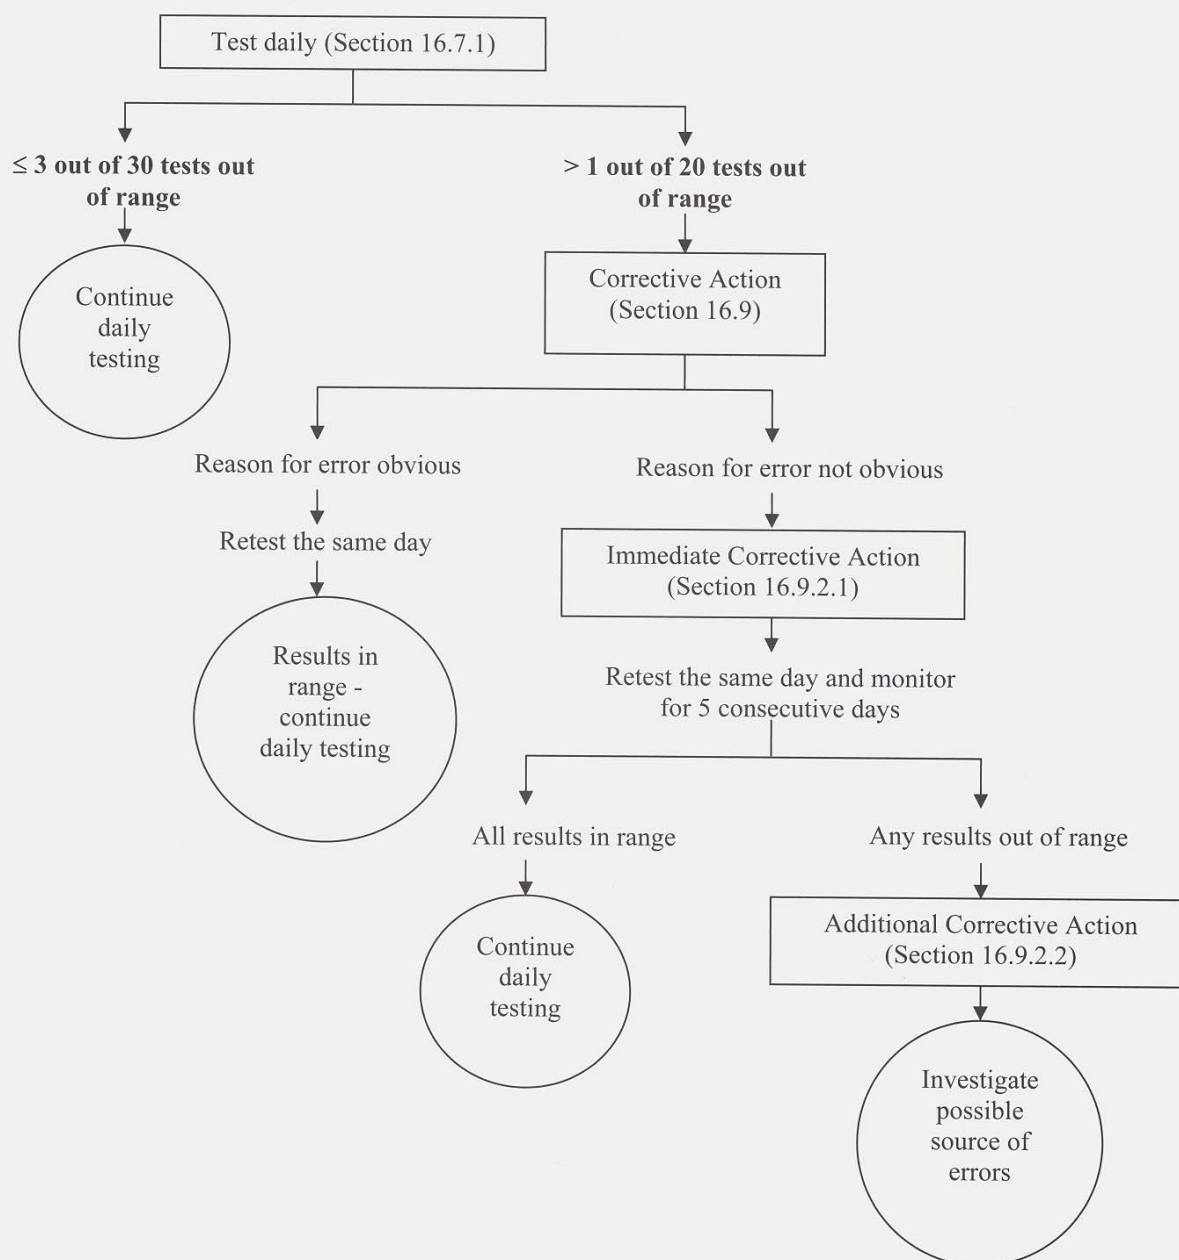 Test daily (Section 16.7.1)
≤ 3 out of 30 tests out
of range
> 1 out of 20 tests out
of range
Continue
daily
testing
Corrective Action
(Section 16.9)
Reason for error obvious
Reason for error not obvious
Retest the same day
Immediate Corrective Action
(Section 16.9.2.1)
Results in
range -
continue
daily testing
Retest the same day and monitor
for 5 consecutive days
All results in range
Any results out of range
Continue
daily
testing
Additional Corrective Action
(Section 16.9.2.2)
Investigate
possible
source of
errors